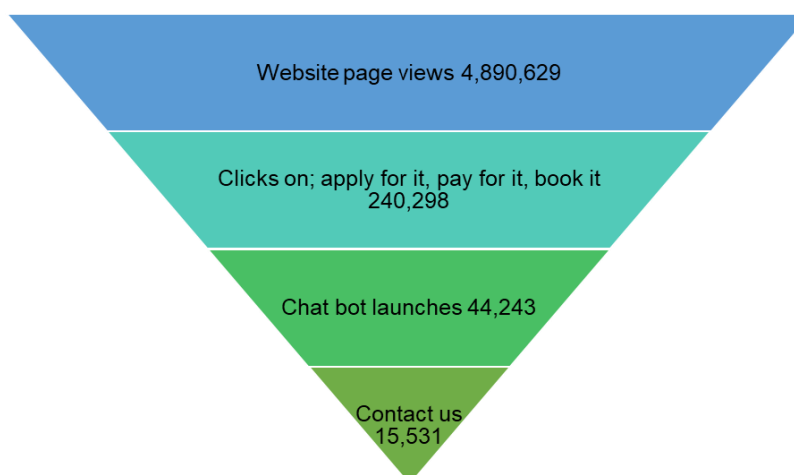 Website page views 4,890,629
Clicks on; apply for it, pay for it, book it
240,298
Chat bot launches 44,243
Contact us
15,531